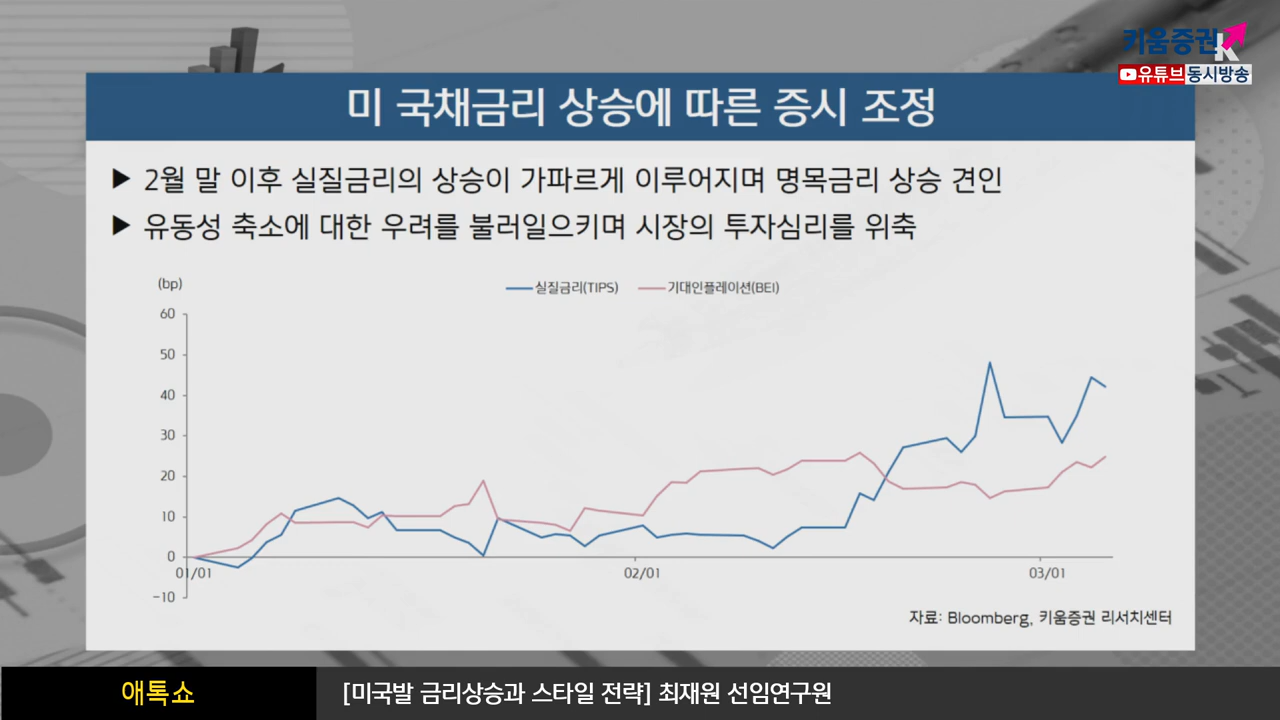 키움증권
유튜브동시방송
미 국채금리 상승에 따른 증시 조정
▶ 2월 말 이후 실질금리의 상승이 가파르게 이루어지며 명목금리 상승 견인
▶ 유동성 축소에 대한 우려를 불러일으키며 시장의 투자심리를 위축
(bp)
실질금리(TIPS) 기대인플레이션(BEI)
60
50
40
30
20
10
0
01/01 02/01 03/01
-10
자료: Bloomberg, 키움증권 리서치센터
애톡쇼
[미국발 금리상승과 스타일 전략] 최재원 선임연구원